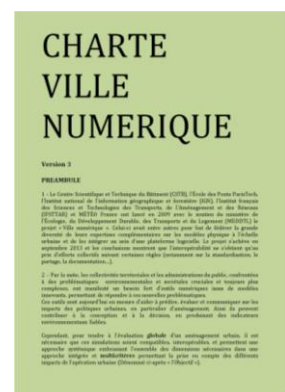 CHARTE
VILLE
NUMERIQUE
Version 3
PREAMBULE
1 - Le Centre Scientifique et Technique du Bâtiment (CSTB), l'École des Ponts ParisTech,
l'Institut national de l'information géographique et forestière (IGN), l'Institut français
des Sciences et Technologies des Transports, de l'Aménagement et des Réseaux
(IFSTTAR) et MÉTÉO France ont lancé en 2009 avec le soutien du ministère de
l'Écologie, du Développement Durable, des Transports et du Logement (MEDDTL) le
projet « Ville numérique ». Celui-ci avait entre autres pour but de fédérer la grande
diversité de leurs expertises complémentaires sur les modèles physiques à l'échelle
urbaine et de les intégrer au sein d'une plateforme logicielle. Le projet s'achève en
septembre 2013 et les conclusions montrent que l'interopérabilité ne s'obtient qu'au
prix d'efforts collectifs suivant certaines règles (notamment sur la standardisation, le
partage, la documentation...).
2 - Par la suite, les collectivités territoriales et les administrations du public, confrontées
à des problématiques environnementales et sociétales cruciales et toujours plus
complexes, ont manifesté un besoin fort d'outils numériques issus de modèles
innovants, permettant de répondre à ces nouvelles problématiques.
Ces outils sont aujourd'hui en mesure d'aider à prédire, évaluer et communiquer sur les
impacts des politiques urbaines, en particulier d'aménagement. Ainsi ils peuvent
contribuer à la conception et à la décision, en produisant des indicateurs
environnementaux fiables.
Cependant, pour tendre à l'évaluation globale d'un aménagement urbain, il est
nécessaire que ces simulations soient compatibles, interopérables, et permettent une
approche systémique embrassant l'ensemble des dimensions nécessaires dans une
approche intégrée et multicritères permettant la prise en compte des différents
impacts de l'opération urbaine (Dénommé ci-après « l'Objectif »).